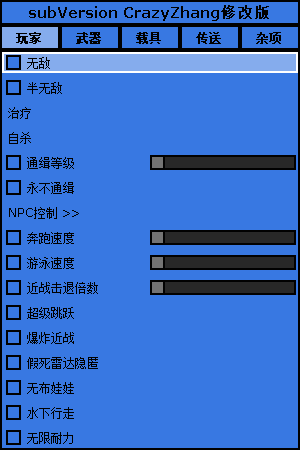 subVersion CrazyZhang修改版
玩家 武器 载具 传送 杂项
无敌
半无敌
治疗
自杀
通缉等级
永不通缉
NPC控制 >>
奔跑速度
游泳速度
近战击退倍数
超级跳跃
爆炸近战
假死雷达隐匿
无布娃娃
水下行走
无限耐力